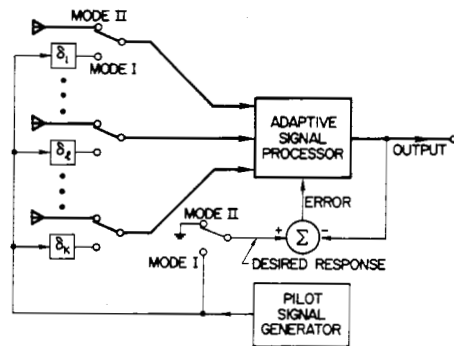 MODE II
δ₁
MODE I
δℓ
δK
ADAPTIVE
SIGNAL
PROCESSOR
OUTPUT
ERROR
MODE II
+
Σ
-
MODE I
DESIRED RESPONSE
PILOT
SIGNAL
GENERATOR